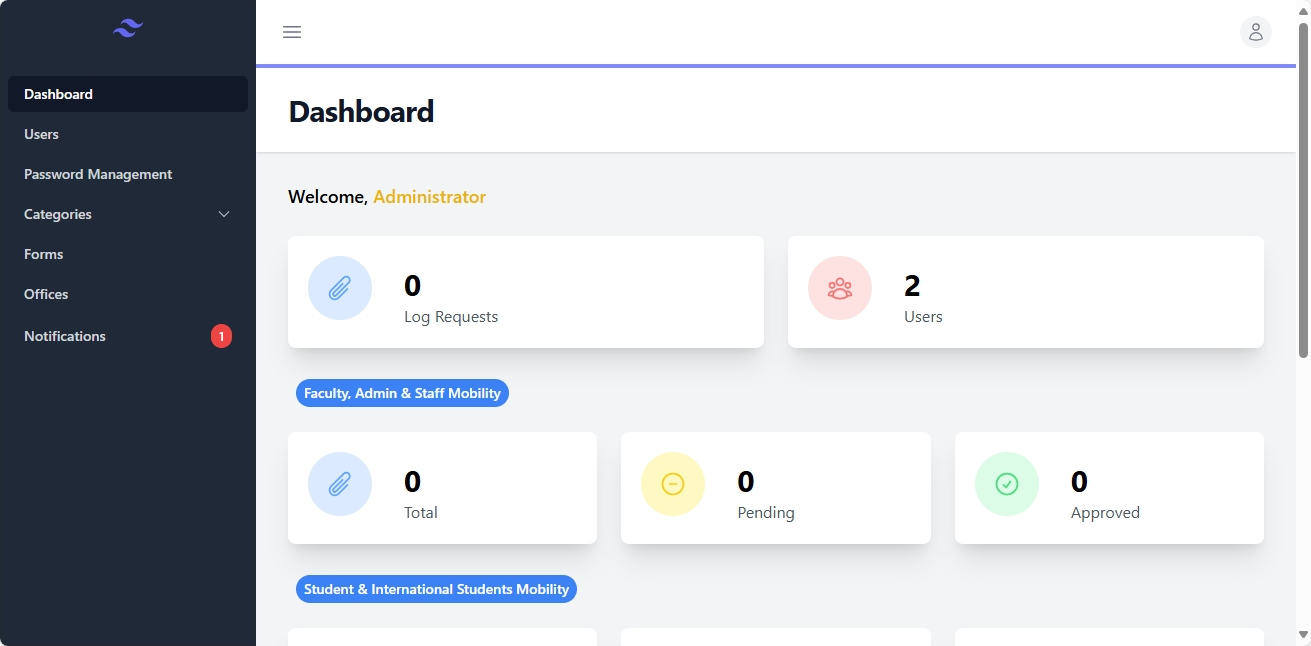 Dashboard
Users
Password Management
Categories
Forms
Offices
Notifications 1
Dashboard
Welcome, Administrator
0
Log Requests
2
Users
Faculty, Admin & Staff Mobility
0
Total
0
Pending
0
Approved
Student & International Students Mobility